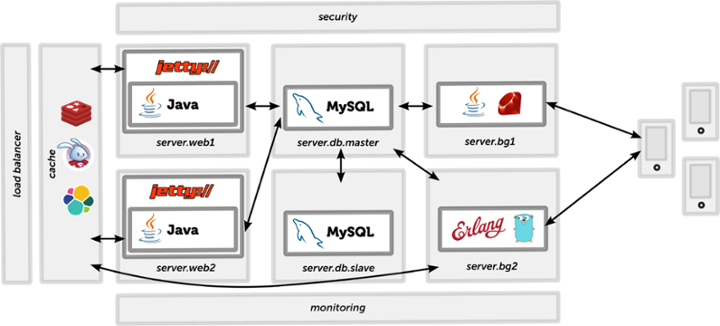 security
load balancer
cache
jetty://
Java
server.web1
MySQL
server.db.master
server.bg1
jetty://
Java
server.web2
MySQL
server.db.slave
Erlang
server.bg2
monitoring